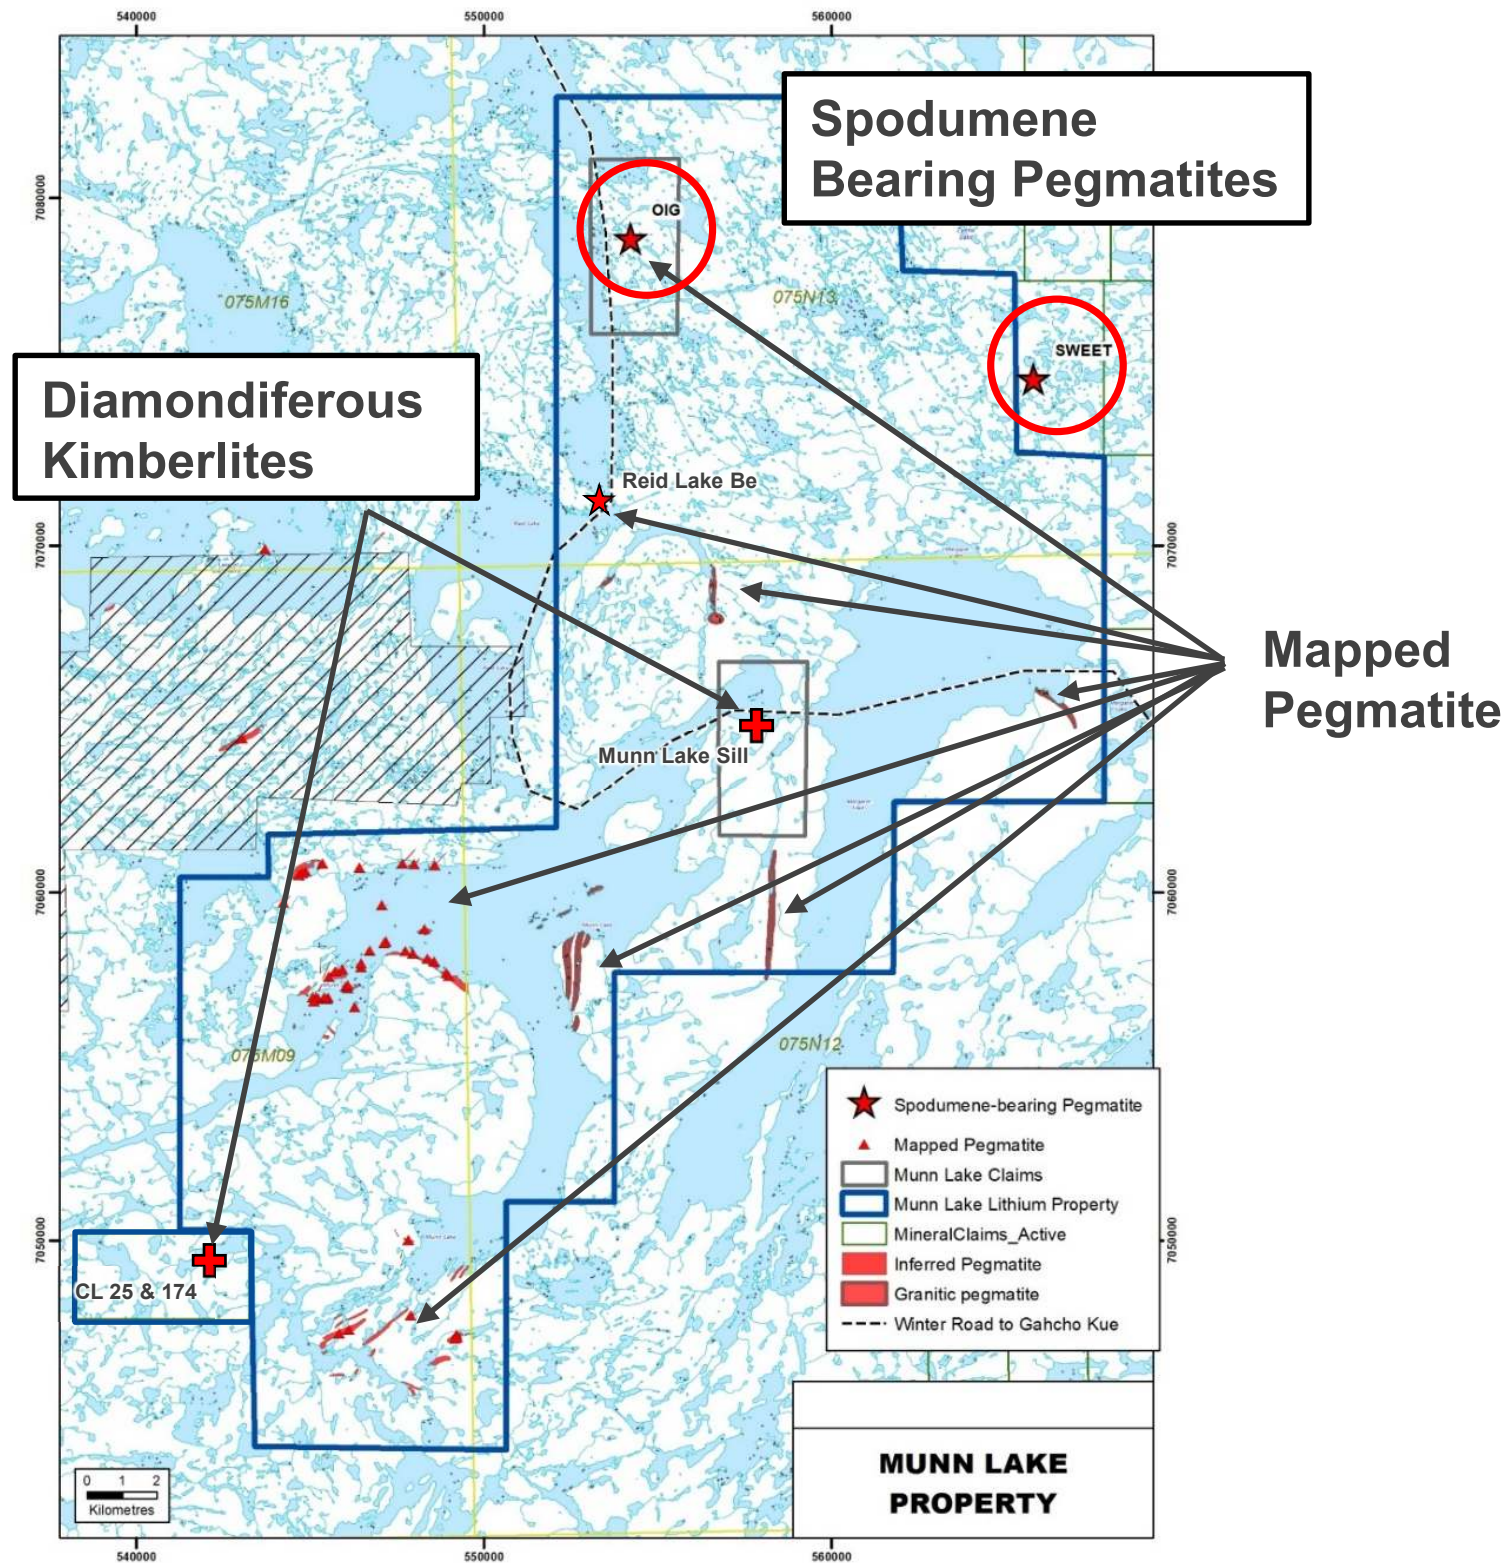 540000
550000
560000
Spodumene
Bearing Pegmatites
7080000
OIG
075M16
075N13
SWEET
Diamondiferous
Kimberlites
Reid Lake Be
7070000
7070000
Mapped
Pegmatite
Munn Lake Sill
7060000
7060000
075M09
075N12
Spodumene-bearing Pegmatite
Mapped Pegmatite
Munn Lake Claims
Munn Lake Lithium Property
MineralClaims_Active
Inferred Pegmatite
Granitic pegmatite
Winter Road to Gahcho Kue
7050000
7050000
CL 25 & 174
MUNN LAKE
PROPERTY
0 1 2
Kilometres
540000
550000
560000